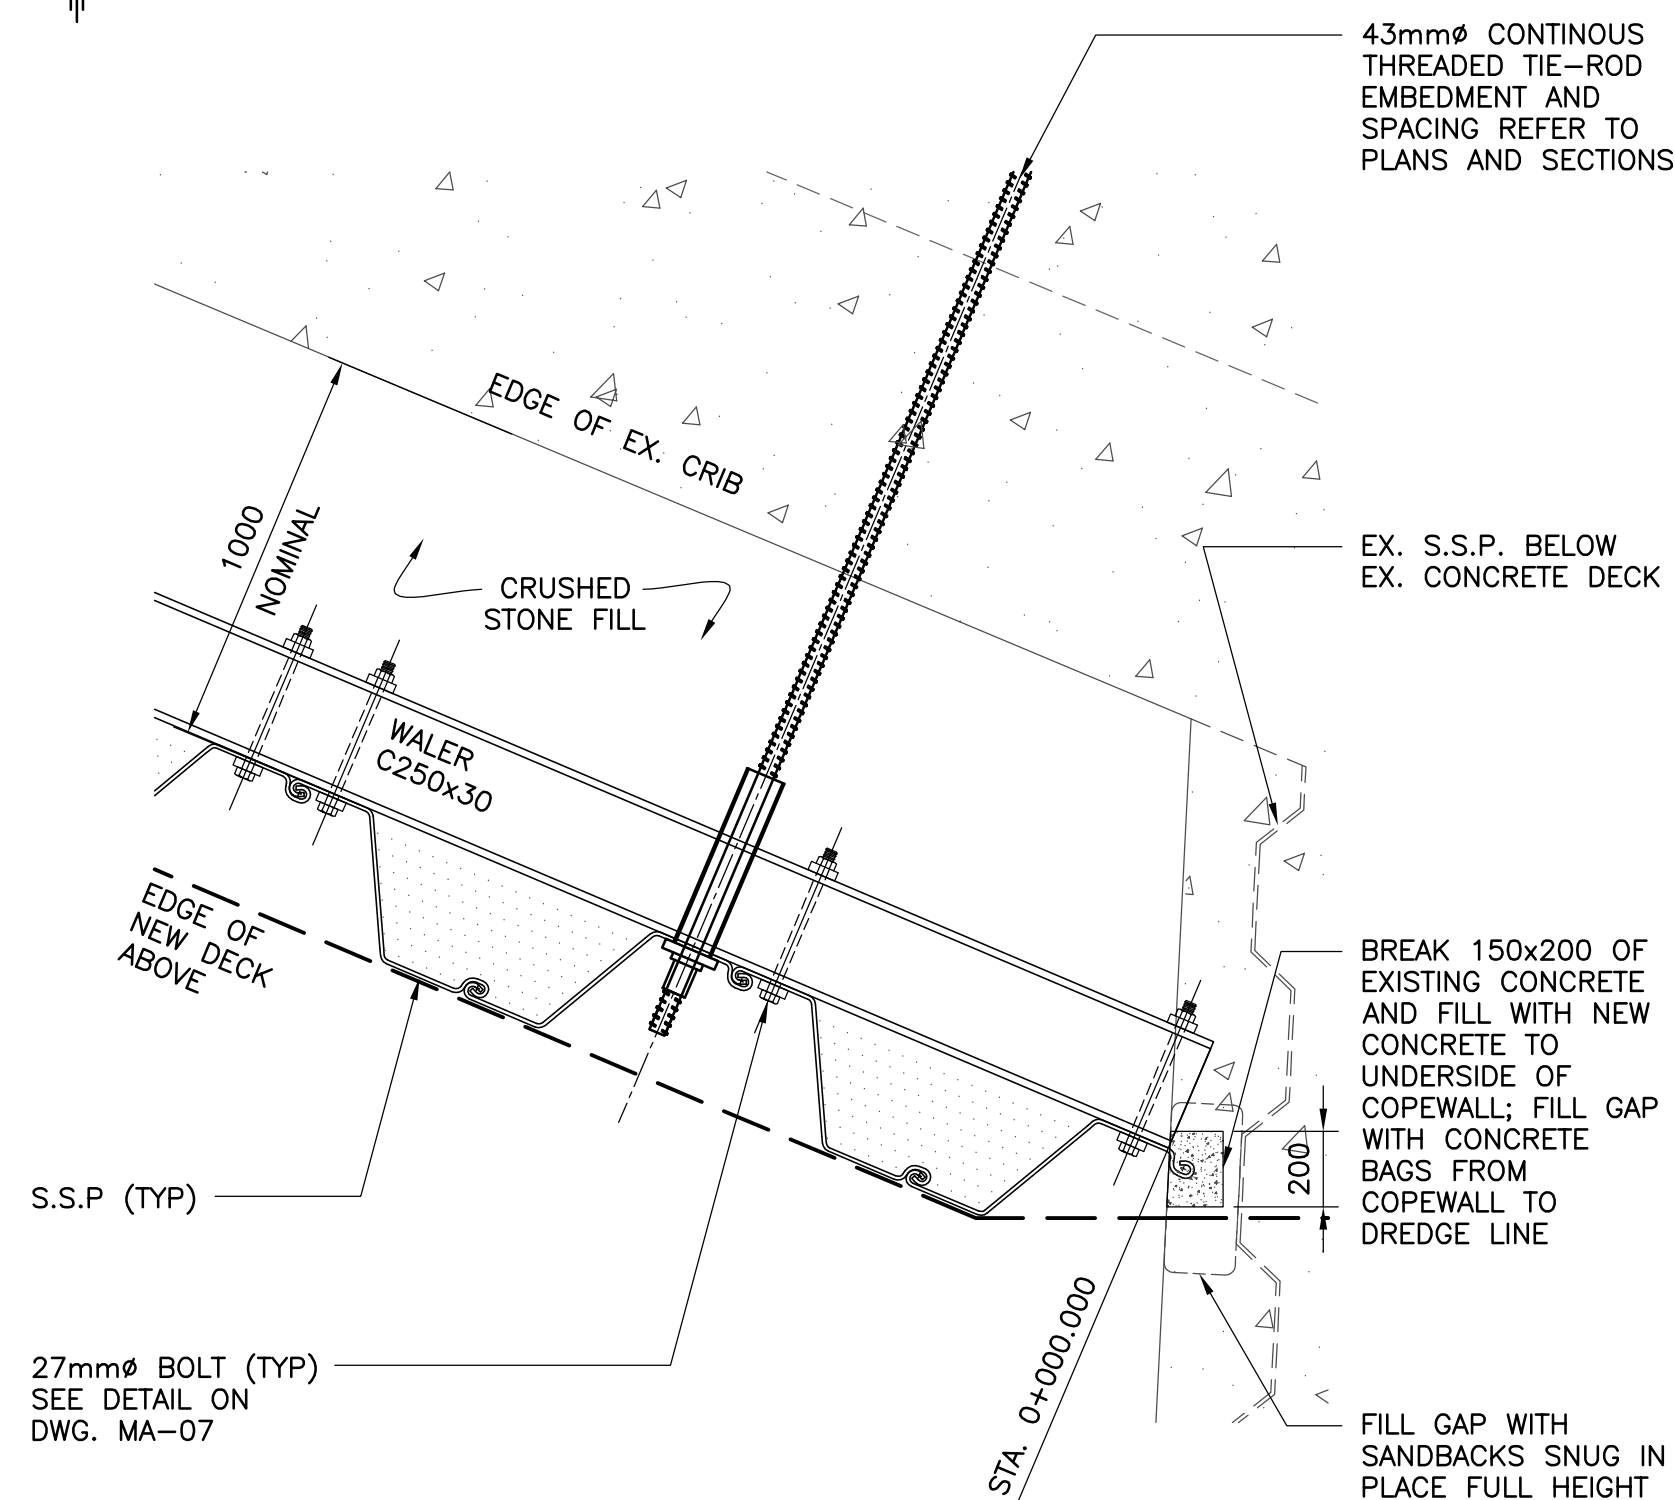 43mmø CONTINOUS
THREADED TIE-ROD
EMBEDMENT AND
SPACING REFER TO
PLANS AND SECTIONS
EDGE OF EX. CRIB
1000
NOMINAL
CRUSHED
STONE FILL
EX. S.S.P. BELOW
EX. CONCRETE DECK
WALER
C250x30
EDGE OF
NEW DECK
ABOVE
BREAK 150x200 OF
EXISTING CONCRETE
AND FILL WITH NEW
CONCRETE TO
UNDERSIDE OF
COPEWALL; FILL GAP
WITH CONCRETE
BAGS FROM
COPEWALL TO
DREDGE LINE
200
S.S.P (TYP)
27mmø BOLT (TYP)
SEE DETAIL ON
DWG. MA-07
STA. 0+000.000
FILL GAP WITH
SANDBACKS SNUG IN
PLACE FULL HEIGHT